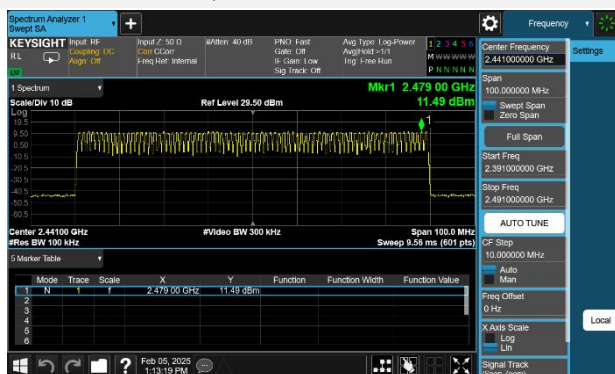 Spectrum Analyzer 1
Swept SA
Frequency
KEYSIGHT
RL
Input: RF
Coupling: DC
Align: Off
Input Z: 50 Ω
Corr CCorr
Freq Ref: Internal
#Atten: 40 dB
PNO: Fast
Gate: Off
IF Gain: Low
Sig Track: Off
Avg Type: Log-Power
Avg|Hold:>1/1
Trig: Free Run
1 2 3 4 5 6
M W W W W W
P N N N N N
1 Spectrum
Scale/Div 10 dB
Ref Level 29.50 dBm
Mkr1 2.479 00 GHz
11.49 dBm
Log
19.5
9.50
0.50
-10.5
-20.5
-30.5
-40.5
-50.5
-60.5
1
Center 2.44100 GHz
#Res BW 100 kHz
#Video BW 300 kHz
Span 100.0 MHz
Sweep 9.56 ms (601 pts)
5 Marker Table
Mode Trace Scale X Y Function Function Width Function Value
1 N 1 f 2.479 00 GHz 11.49 dBm
2
3
4
5
6
Feb 05, 2025
1:13:19 PM
Center Frequency
2.441000000 GHz
Settings
Span
100.000000 MHz
Swept Span
Zero Span
Full Span
Start Freq
2.391000000 GHz
Stop Freq
2.491000000 GHz
AUTO TUNE
CF Step
10.000000 MHz
Auto
Man
Freq Offset
0 Hz
X Axis Scale
Log
Lin
Local
Signal Track
(Span Zoom)